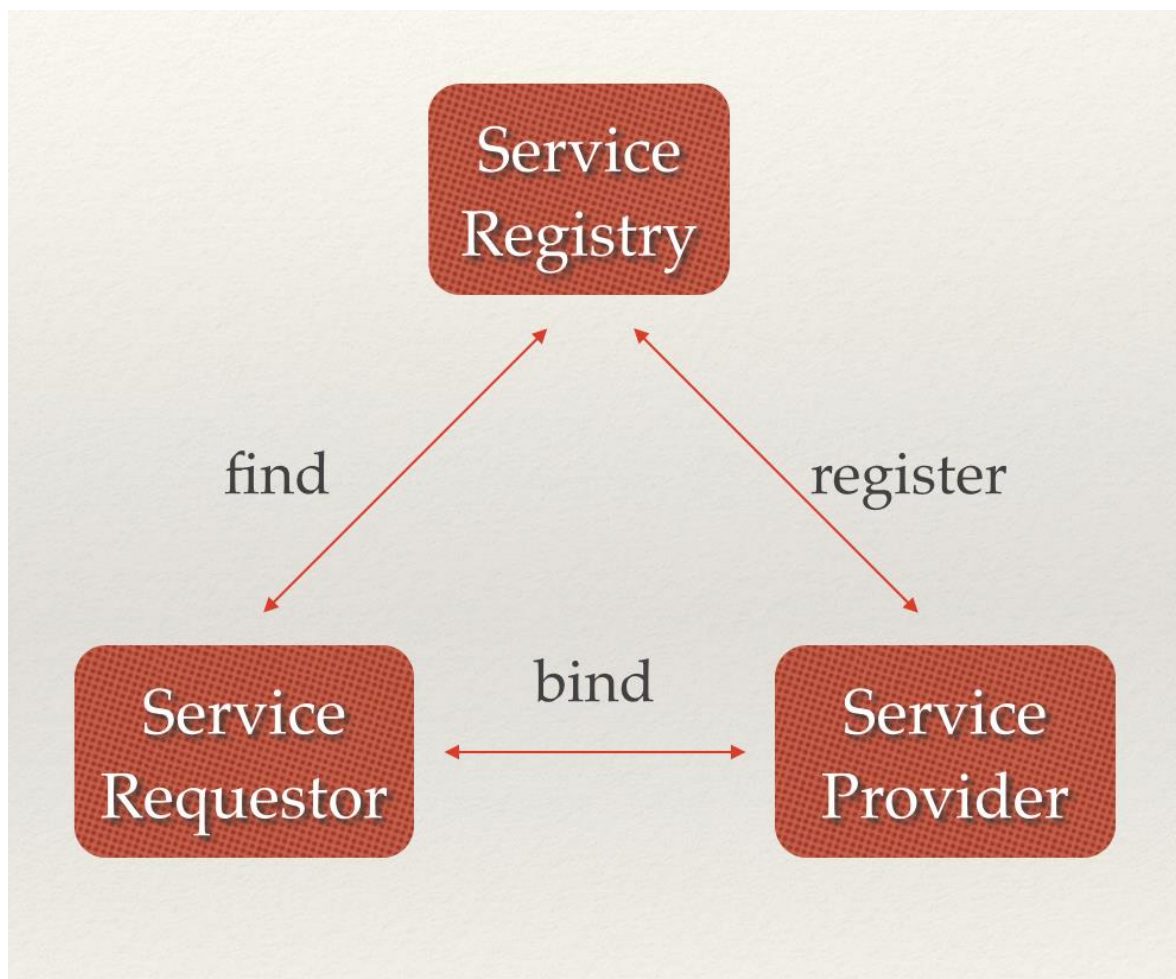 Service
Registry
find
register
bind
Service
Requestor
Service
Provider